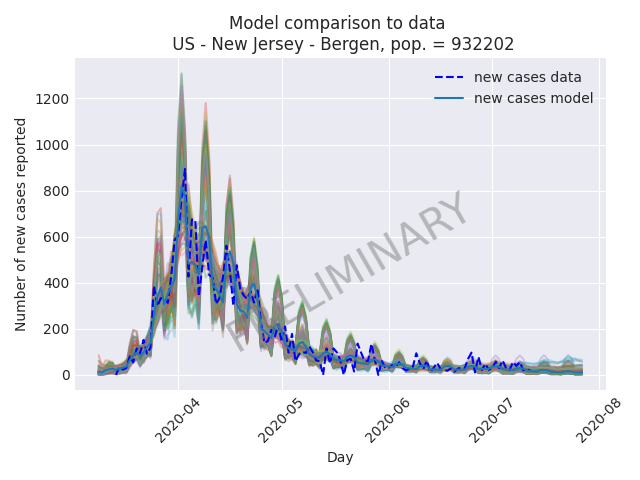 Model comparison to data
US - New Jersey - Bergen, pop. = 932202
new cases data
new cases model
1200
1000
800
600
400
200
0
Number of new cases reported
PRELIMINARY
2020-04
2020-05
2020-06
2020-07
2020-08
Day